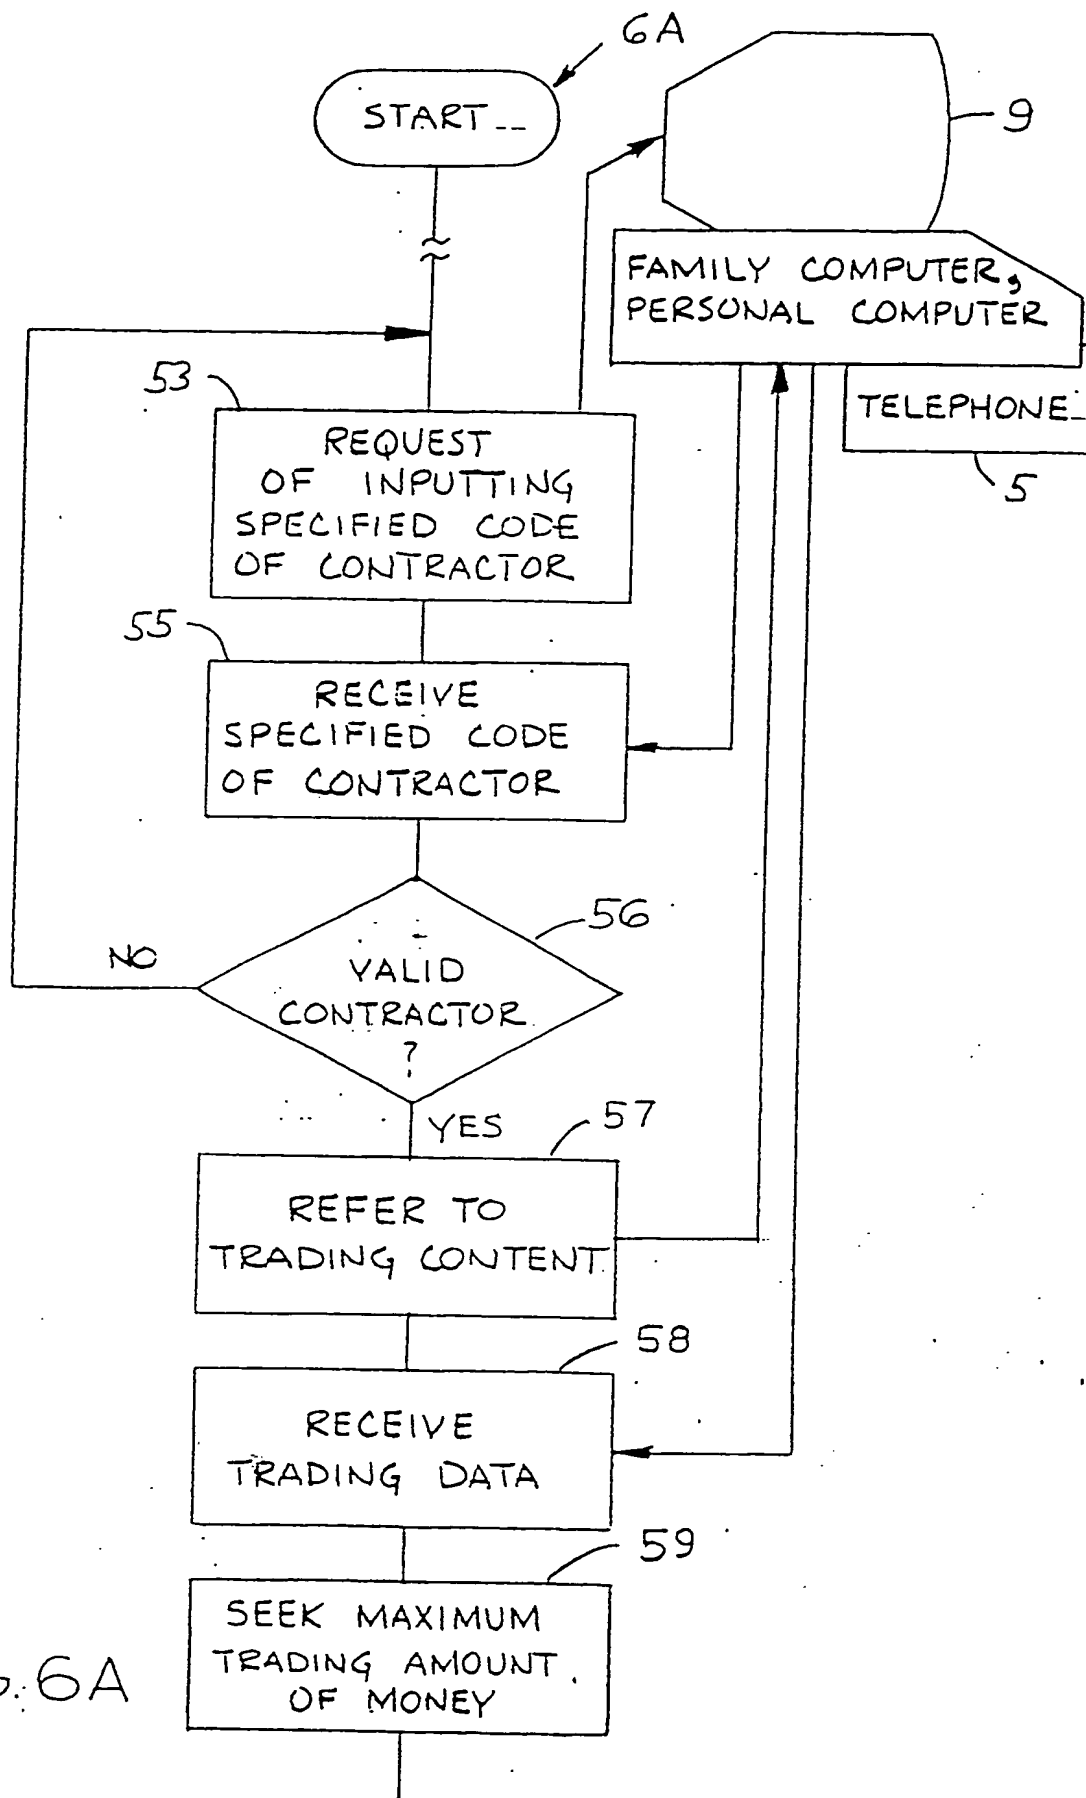 6A
START
9
FAMILY COMPUTER,
PERSONAL COMPUTER
TELEPHONE
5
53
REQUEST
OF INPUTTING
SPECIFIED CODE
OF CONTRACTOR
55
RECEIVE
SPECIFIED CODE
OF CONTRACTOR
56
NO
VALID
CONTRACTOR
?
YES
57
REFER TO
TRADING CONTENT
58
RECEIVE
TRADING DATA
59
SEEK MAXIMUM
TRADING AMOUNT
OF MONEY
6A